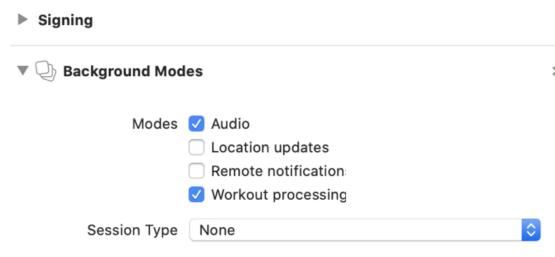 Signing
Background Modes
Modes
Audio
Location updates
Remote notification
Workout processing
Session Type
None